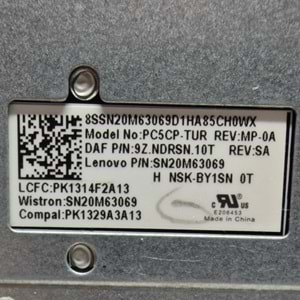 8SSN20M63069D1HA85CH0WX
Model No:PC5CP-TUR REV:MP-0A
DAF P/N:9Z.NDRSN.10T REV:SA
Lenovo P/N:SN20M63069
H NSK-BY1SN 0T
LCFC:PK1314F2A13
Wistron:SN20M63069
Compal:PK1329A3A13
C US
E208453
Made in China